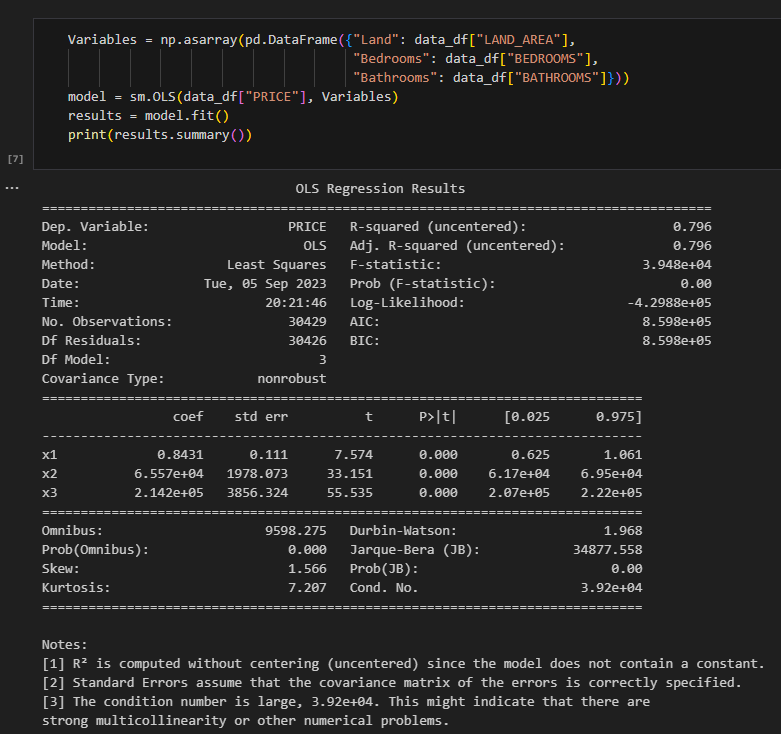 Variables = np.asarray(pd.DataFrame({"Land": data_df["LAND_AREA"],
"Bedrooms": data_df["BEDROOMS"],
"Bathrooms": data_df["BATHROOMS"]}))
model = sm.OLS(data_df["PRICE"], Variables)
results = model.fit()
print(results.summary())
[7]
...
OLS Regression Results
==============================================================================
Dep. Variable: PRICE R-squared (uncentered): 0.796
Model: OLS Adj. R-squared (uncentered): 0.796
Method: Least Squares F-statistic: 3.948e+04
Date: Tue, 05 Sep 2023 Prob (F-statistic): 0.00
Time: 20:21:46 Log-Likelihood: -4.2988e+05
No. Observations: 30429 AIC: 8.598e+05
Df Residuals: 30426 BIC: 8.598e+05
Df Model: 3
Covariance Type: nonrobust
==============================================================================
coef std err t P>|t| [0.025 0.975]
------------------------------------------------------------------------------
x1 0.8431 0.111 7.574 0.000 0.625 1.061
x2 6.557e+04 1978.073 33.151 0.000 6.17e+04 6.95e+04
x3 2.142e+05 3856.324 55.535 0.000 2.07e+05 2.22e+05
==============================================================================
Omnibus: 9598.275 Durbin-Watson: 1.968
Prob(Omnibus): 0.000 Jarque-Bera (JB): 34877.558
Skew: 1.566 Prob(JB): 0.00
Kurtosis: 7.207 Cond. No. 3.92e+04
==============================================================================
Notes:
[1] R² is computed without centering (uncentered) since the model does not contain a constant.
[2] Standard Errors assume that the covariance matrix of the errors is correctly specified.
[3] The condition number is large, 3.92e+04. This might indicate that there are
strong multicollinearity or other numerical problems.